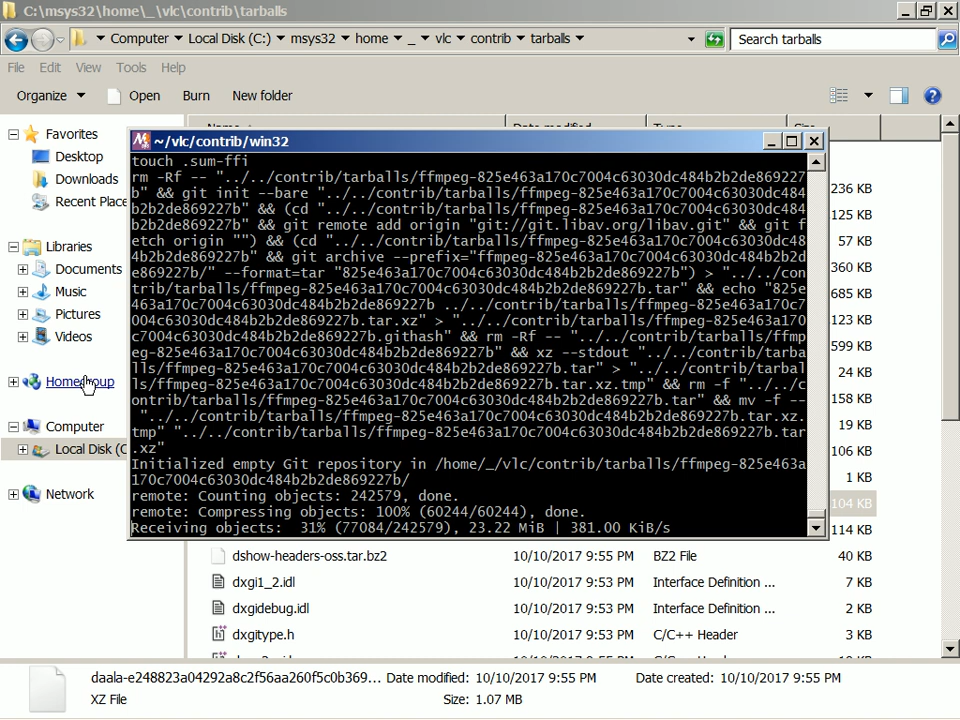 C:\msys32\home\_\vlc\contrib\tarballs
Computer Local Disk (C:) msys32 home _ vlc contrib tarballs
Search tarballs
File Edit View Tools Help
Organize Open Burn New folder
Favorites
Desktop
Downloads
Recent Place
Libraries
Documents
Music
Pictures
Videos
Homegroup
Computer
Local Disk (C
Network
Name Date modified Type Size
~/vlc/contrib/win32
touch .sum-ffi
rm -Rf -- "../../contrib/tarballs/ffmpeg-825e463a170c7004c63030dc484b2b2de869227
b" && git init --bare "../../contrib/tarballs/ffmpeg-825e463a170c7004c63030dc484
b2b2de869227b" && (cd "../../contrib/tarballs/ffmpeg-825e463a170c7004c63030dc484
b2b2de869227b" && git remote add origin "git://git.libav.org/libav.git" && git f
etch origin "") && (cd "../../contrib/tarballs/ffmpeg-825e463a170c7004c63030dc48
4b2b2de869227b" && git archive --prefix="ffmpeg-825e463a170c7004c63030dc484b2b2d
e869227b/" --format=tar "825e463a170c7004c63030dc484b2b2de869227b") > "../../con
trib/tarballs/ffmpeg-825e463a170c7004c63030dc484b2b2de869227b.tar" && echo "825e
463a170c7004c63030dc484b2b2de869227b ../../contrib/tarballs/ffmpeg-825e463a170c7
004c63030dc484b2b2de869227b.tar.xz" > "../../contrib/tarballs/ffmpeg-825e463a170
c7004c63030dc484b2b2de869227b.githash" && rm -Rf -- "../../contrib/tarballs/ffmp
eg-825e463a170c7004c63030dc484b2b2de869227b" && xz --stdout "../../contrib/tarba
lls/ffmpeg-825e463a170c7004c63030dc484b2b2de869227b.tar" > "../../contrib/tarbal
ls/ffmpeg-825e463a170c7004c63030dc484b2b2de869227b.tar.xz.tmp" && rm -f "../../c
ontrib/tarballs/ffmpeg-825e463a170c7004c63030dc484b2b2de869227b.tar" && mv -f --
"../../contrib/tarballs/ffmpeg-825e463a170c7004c63030dc484b2b2de869227b.tar.xz.
tmp" "../../contrib/tarballs/ffmpeg-825e463a170c7004c63030dc484b2b2de869227b.tar
.xz"
Initialized empty Git repository in /home/_/vlc/contrib/tarballs/ffmpeg-825e463a
170c7004c63030dc484b2b2de869227b/
remote: Counting objects: 242579, done.
remote: Compressing objects: 100% (60244/60244), done.
Receiving objects: 31% (77084/242579), 23.22 MiB | 381.00 KiB/s
236 KB
125 KB
57 KB
360 KB
685 KB
123 KB
599 KB
24 KB
158 KB
19 KB
106 KB
1 KB
104 KB
114 KB
dshow-headers-oss.tar.bz2 10/10/2017 9:55 PM BZ2 File 40 KB
dxgi1_2.idl 10/10/2017 9:53 PM Interface Definition ... 7 KB
dxgidebug.idl 10/10/2017 9:53 PM Interface Definition ... 2 KB
dxgitype.h 10/10/2017 9:53 PM C/C++ Header 3 KB
daala-e248823a04292a8c2f56aa260f5c0b369... Date modified: 10/10/2017 9:55 PM Date created: 10/10/2017 9:55 PM
XZ File Size: 1.07 MB